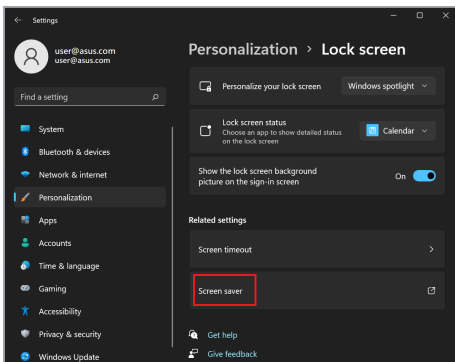 Settings
user@asus.com
user@asus.com
Find a setting
System
Bluetooth & devices
Network & internet
Personalization
Apps
Accounts
Time & language
Gaming
Accessibility
Privacy & security
Windows Update
Personalization > Lock screen
Personalize your lock screen
Windows spotlight
Lock screen status
Choose an app to show detailed status
on the lock screen
Calendar
Show the lock screen background
picture on the sign-in screen
On
Related settings
Screen timeout
Screen saver
Get help
Give feedback